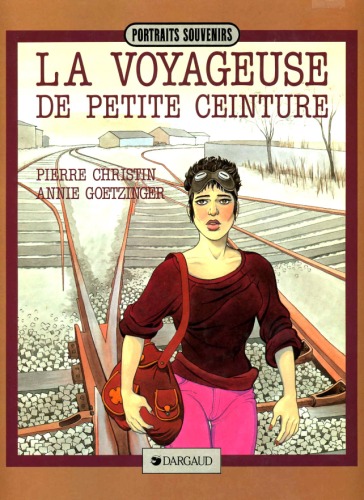 PORTRAITS SOUVENIRS
LA VOYAGEUSE
DE PETITE CEINTURE
PIERRE CHRISTIN
ANNIE GOETZINGER
DARGAUD